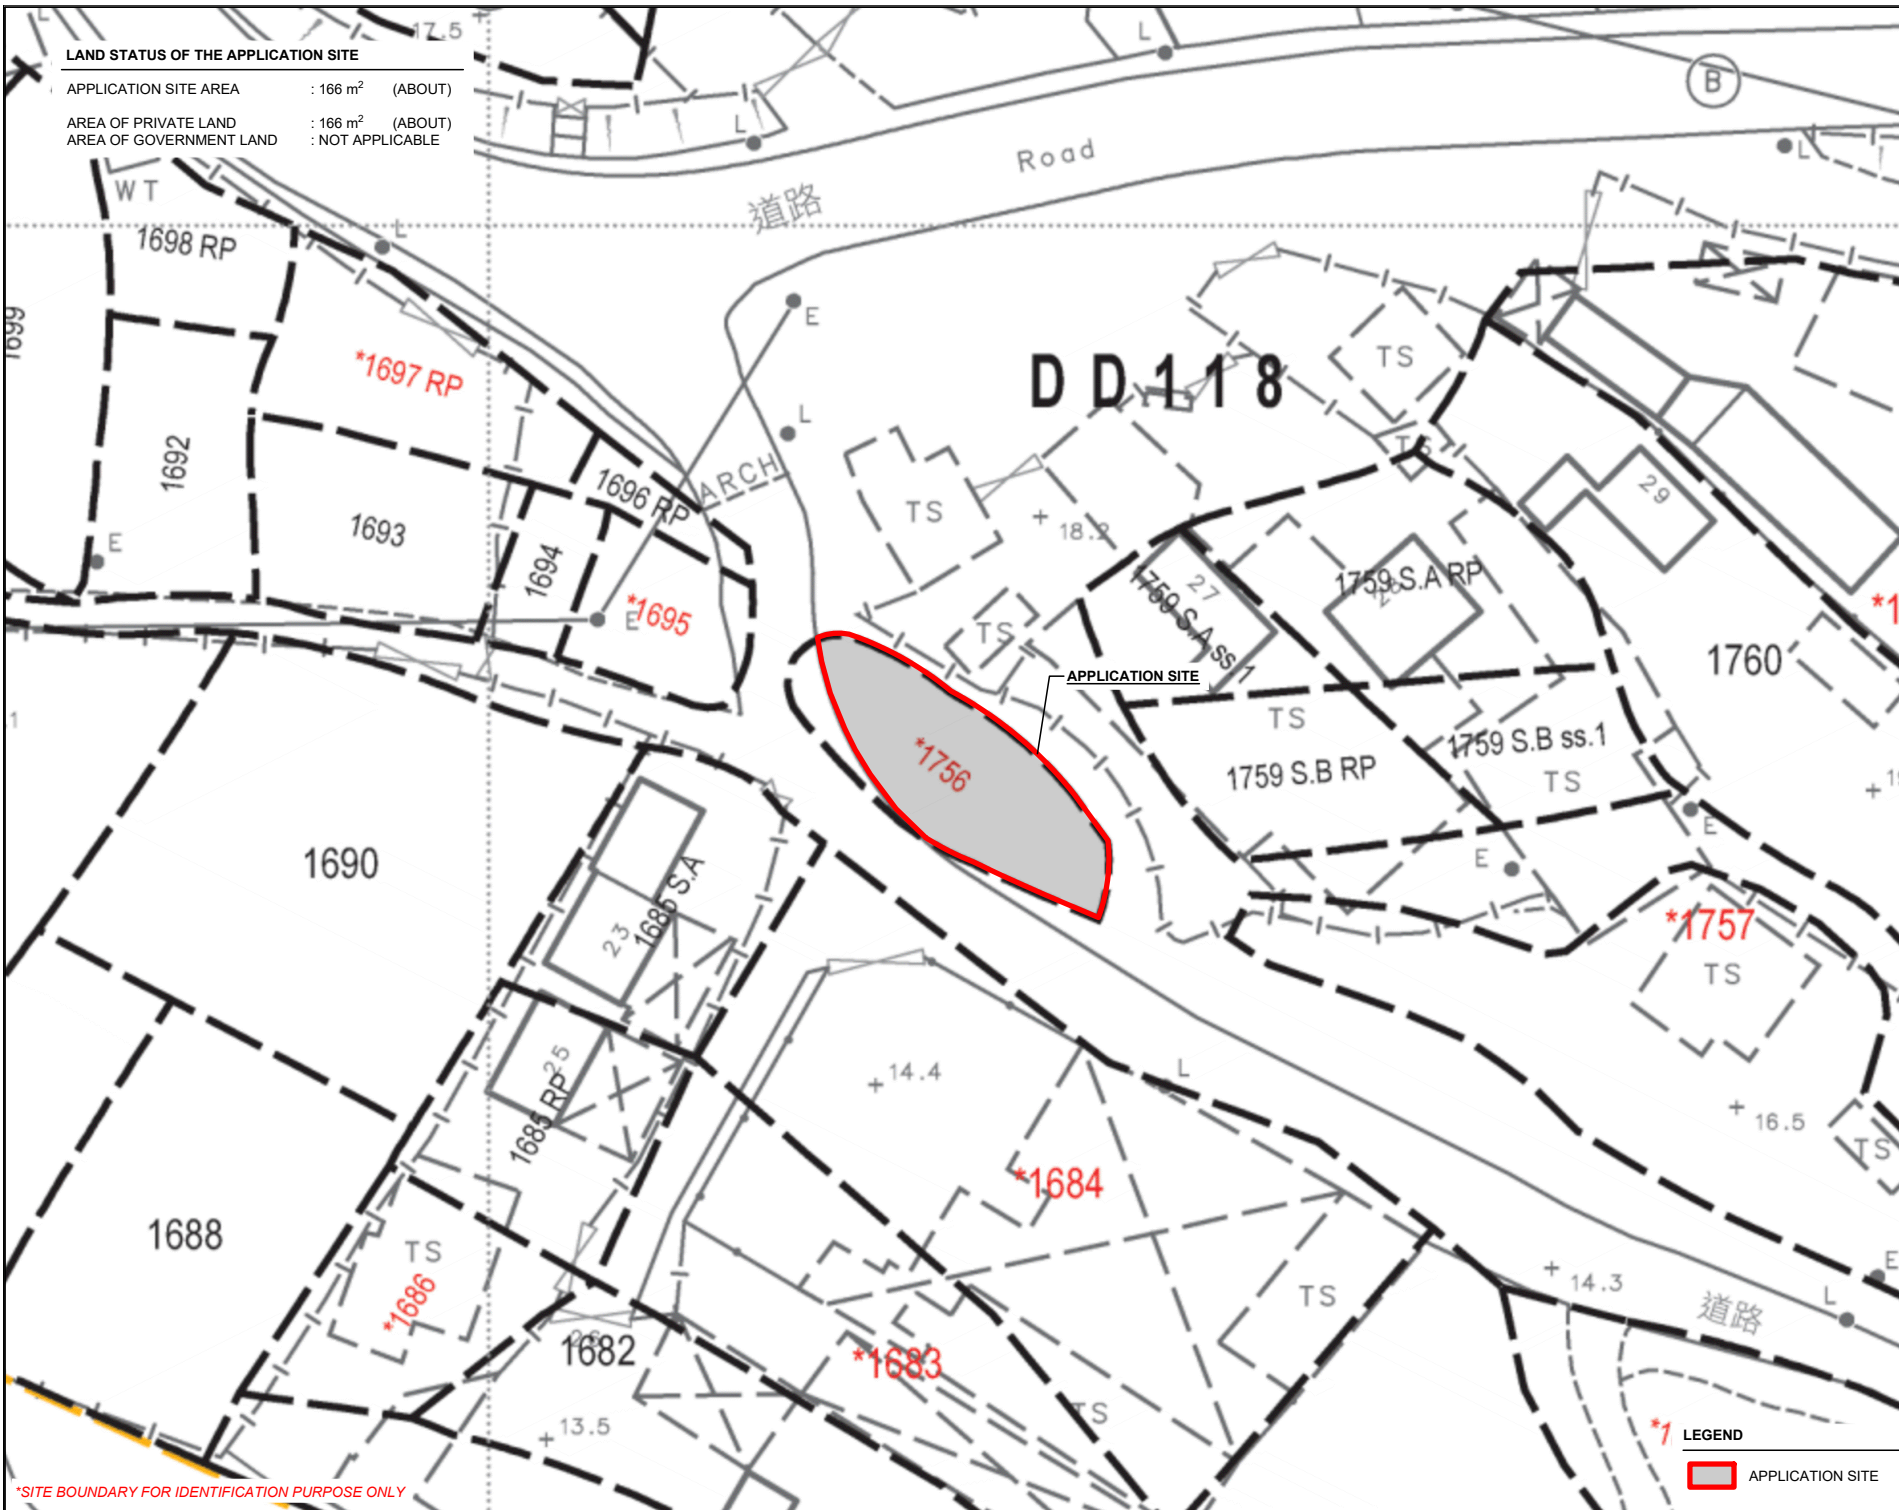 17.5
L
L
LAND STATUS OF THE APPLICATION SITE
APPLICATION SITE AREA : 166 m² (ABOUT)
AREA OF PRIVATE LAND : 166 m² (ABOUT)
AREA OF GOVERNMENT LAND : NOT APPLICABLE
B
L
L
Road
道路
WT
1698 RP
L
1699
*1697 RP
E
DD118
TS
L
1692
TS
ARCH
1696 RP
29
1693
TS
18.2
E
1694
27
1759 S.A ss.1
1759 S.A RP
28
*1695
E
TS
1760
APPLICATION SITE
TS
1759 S.B ss.1
*1756
1759 S.B RP
TS
E
1690
E
1685 S.A
23
*1757
TS
25
1685 RP
14.4
L
16.5
TS
*1684
1688
TS
*1686
E
14.3
TS
L
道路
26
1682
*1683
TS
13.5
*1
LEGEND
APPLICATION SITE
*SITE BOUNDARY FOR IDENTIFICATION PURPOSE ONLY